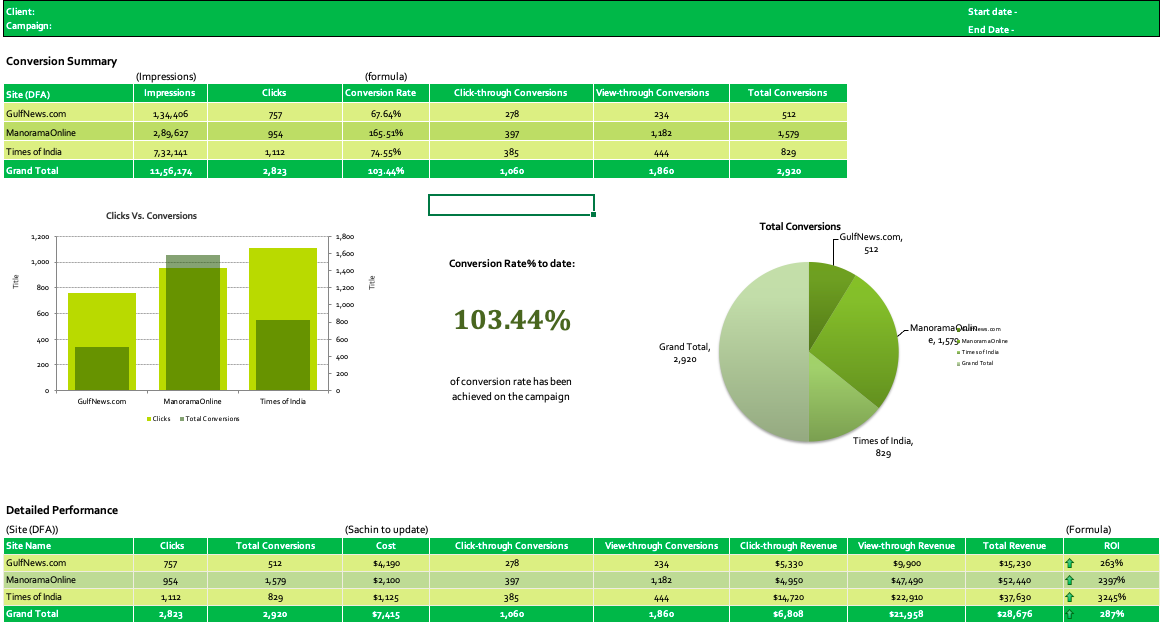 Client:
Start date -
Campaign:
End Date -
Conversion Summary
(Impressions) (formula)
Site (DFA) Impressions Clicks Conversion Rate Click-through Conversions View-through Conversions Total Conversions
GulfNews.com 1,34,406 757 67.64% 278 234 512
ManoramaOnline 2,89,627 954 165.51% 397 1,182 1,579
Times of India 7,32,141 1,112 74.55% 385 444 829
Grand Total 11,56,174 2,823 103.44% 1,060 1,860 2,920
Clicks Vs. Conversions
1,200
1,000
800
600
400
200
0
Title
1,800
1,600
1,400
1,200
1,000
800
600
400
200
0
Title
GulfNews.com ManoramaOnline Times of India
Clicks Total Conversions
Conversion Rate% to date:
103.44%
of conversion rate has been
achieved on the campaign
Total Conversions
GulfNews.com,
512
ManoramaOnlin
e, 1,579
Times of India,
829
Grand Total,
2,920
GulfNews.com
ManoramaOnline
Times of India
Grand Total
Detailed Performance
(Site (DFA)) (Sachin to update) (Formula)
Site Name Clicks Total Conversions Cost Click-through Conversions View-through Conversions Click-through Revenue View-through Revenue Total Revenue ROI
GulfNews.com 757 512 $4,190 278 234 $5,330 $9,900 $15,230 263%
ManoramaOnline 954 1,579 $2,100 397 1,182 $4,950 $47,490 $52,440 2397%
Times of India 1,112 829 $1,125 385 444 $14,720 $22,910 $37,630 3245%
Grand Total 2,823 2,920 $7,415 1,060 1,860 $6,808 $21,958 $28,676 287%